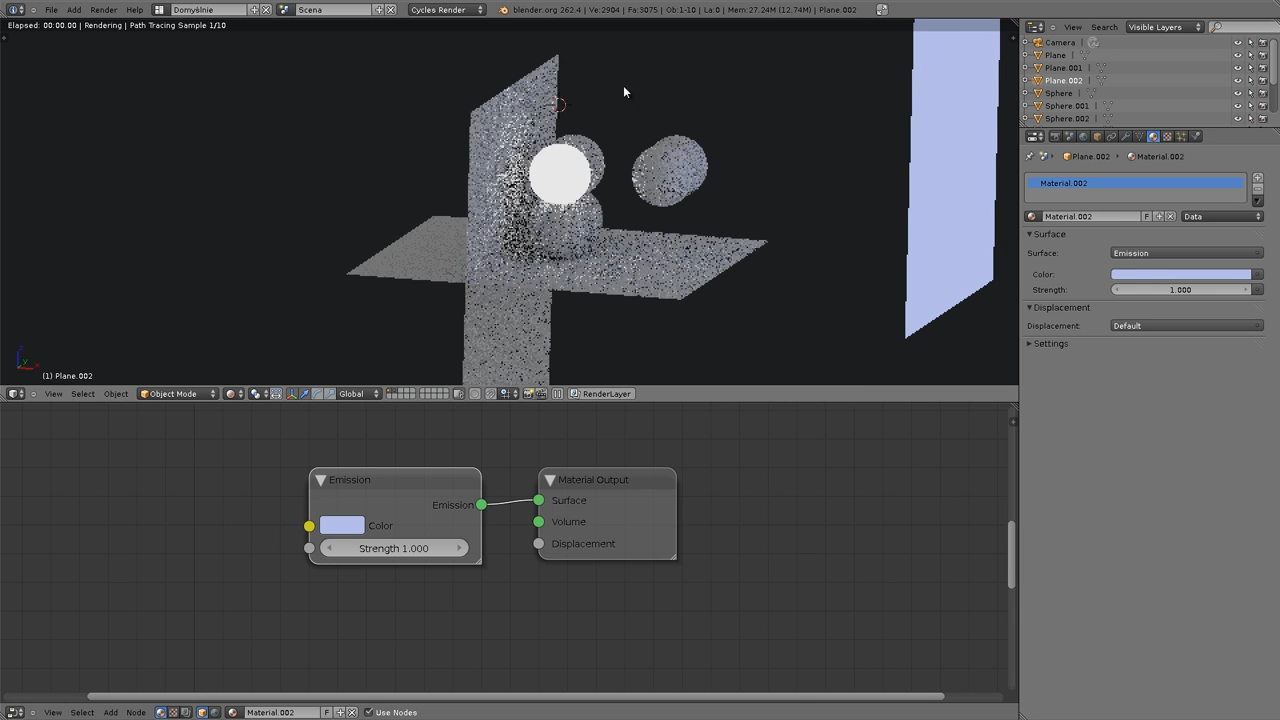 File Add Render Help Domyślnie Scena Cycles Render blender.org 262.4 | Ve:2904 | Fa:3075 | Ob:1-10 | La:0 | Mem:27.24M (12.74M) | Plane.002
Elapsed: 00:00.00 | Rendering | Path Tracing Sample 1/10
View Search Visible Layers
Camera
Plane
Plane.001
Plane.002
Sphere
Sphere.001
Sphere.002
Plane.002 Material.002
Material.002
Material.002 F Data
Surface
Surface: Emission
Color:
Strength: 1.000
Displacement
Displacement: Default
Settings
z
y
x
(1) Plane.002
View Select Object Object Mode Global RenderLayer
Emission
Emission
Color
Strength 1.000
Material Output
Surface
Volume
Displacement
View Select Add Node Material.002 F Use Nodes